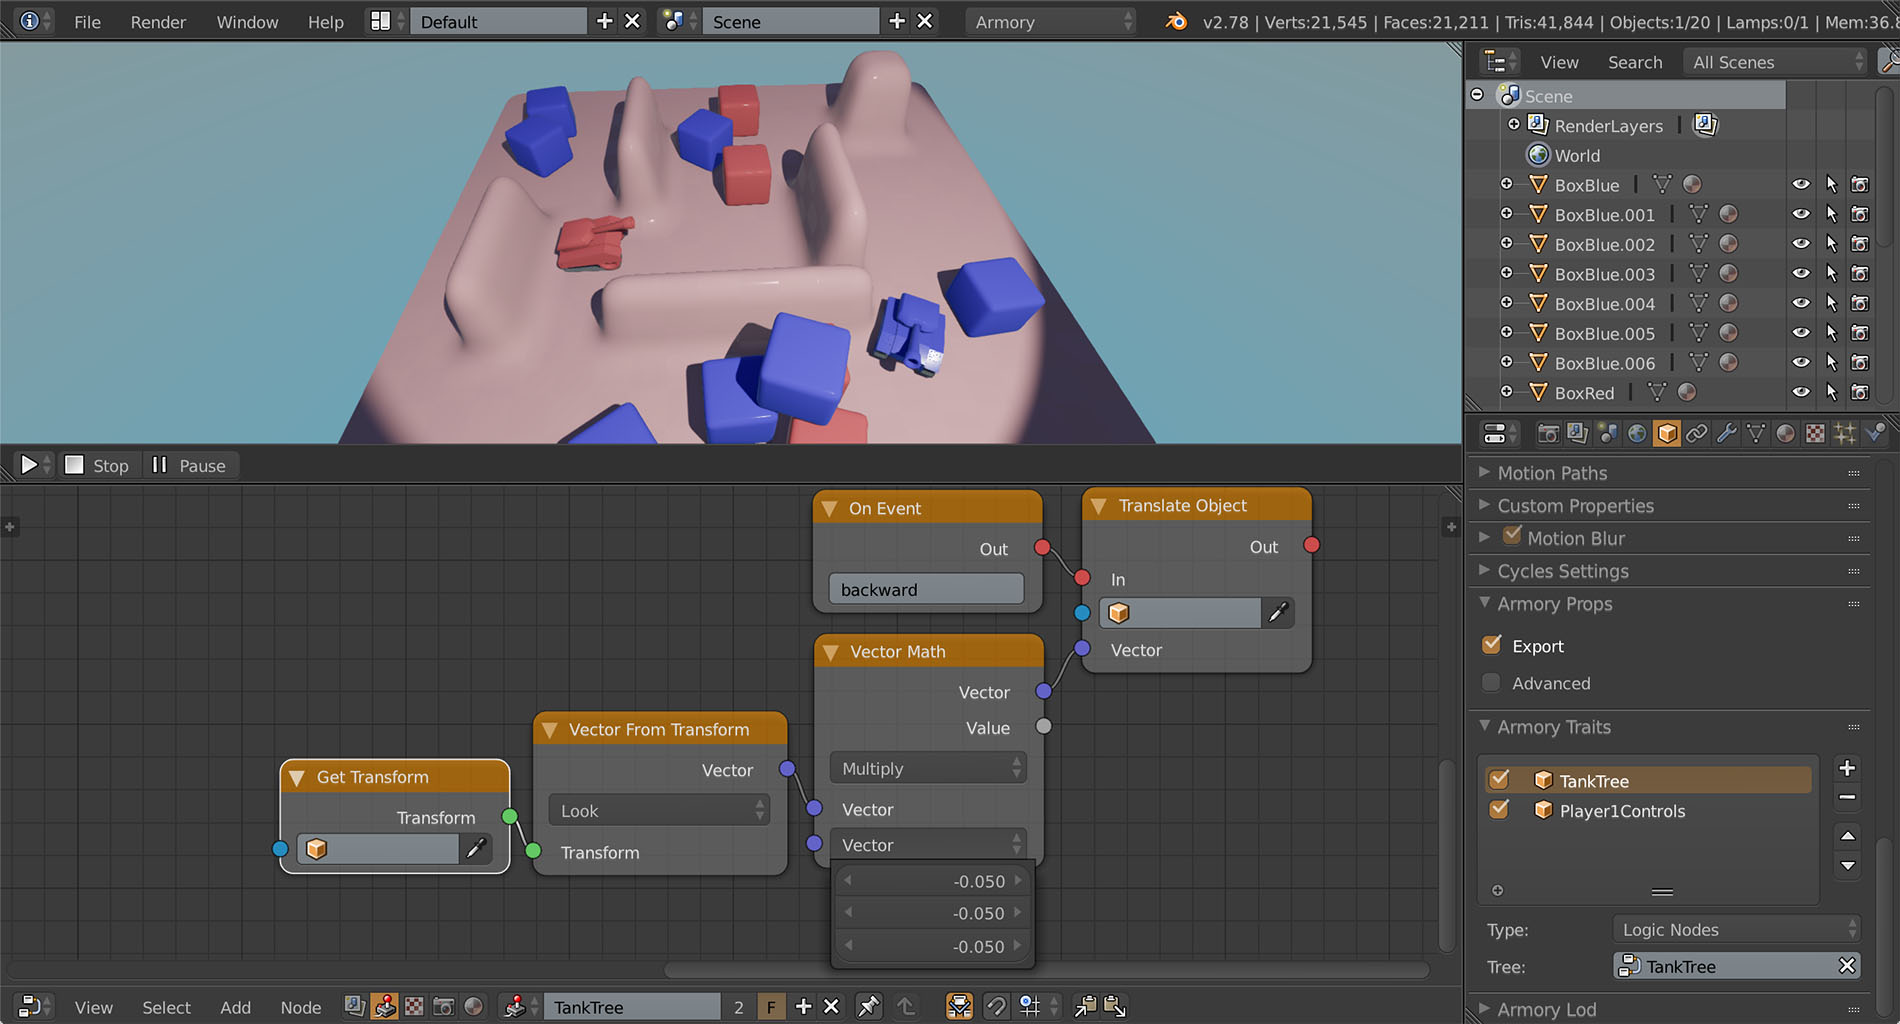 File Render Window Help Default Scene Armory v2.78 | Verts:21,545 | Faces:21,211 | Tris:41,844 | Objects:1/20 | Lamps:0/1 | Mem:36.8
View Search All Scenes
Scene
RenderLayers
World
BoxBlue
BoxBlue.001
BoxBlue.002
BoxBlue.003
BoxBlue.004
BoxBlue.005
BoxBlue.006
BoxRed
Stop Pause
On Event
Out
backward
Translate Object
Out
In
Vector
Vector Math
Vector
Value
Multiply
Vector
Vector
-0.050
-0.050
-0.050
Vector From Transform
Vector
Look
Transform
Get Transform
Transform
Motion Paths
Custom Properties
Motion Blur
Cycles Settings
Armory Props
Export
Advanced
Armory Traits
TankTree
Player1Controls
Type: Logic Nodes
Tree: TankTree
Armory Lod
View Select Add Node TankTree 2 F